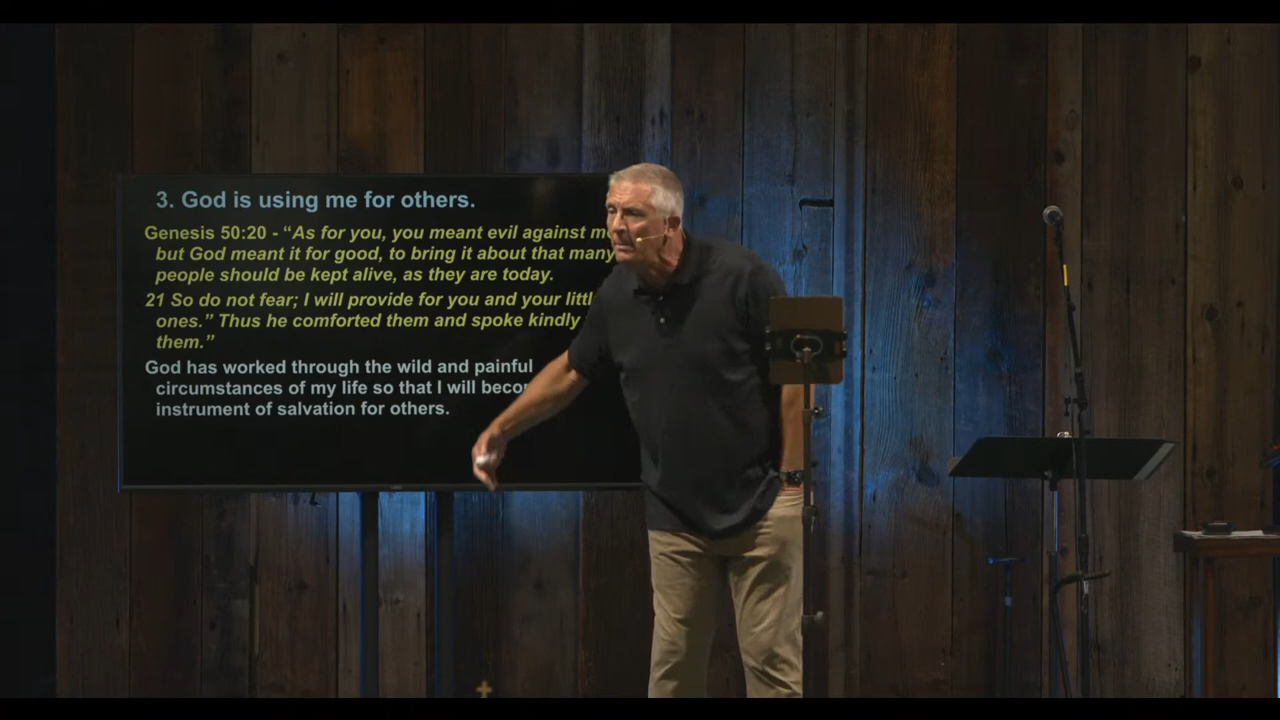 3. God is using me for others.
Genesis 50:20 - “As for you, you meant evil against
but God meant it for good, to bring it about that many
people should be kept alive, as they are today.
21 So do not fear; I will provide for you and your
ones.” Thus he comforted them and spoke kindly
them.”
God has worked through the wild and painful
circumstances of my life so that I will
instrument of salvation for others.